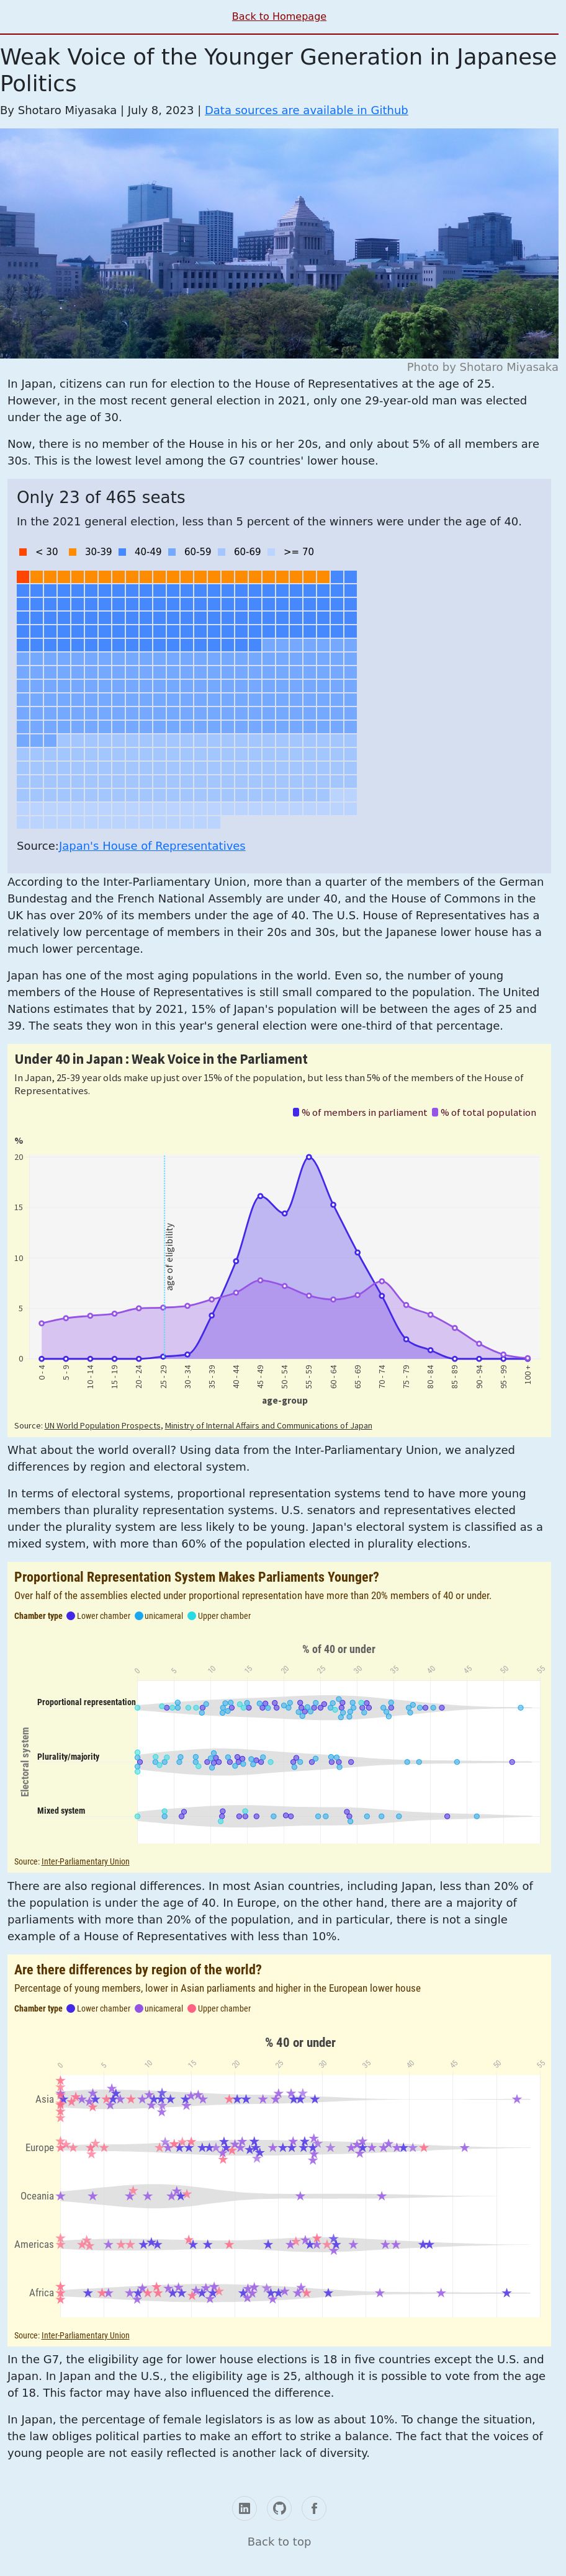 Back to Homepage
Weak Voice of the Younger Generation in Japanese
Politics
By Shotaro Miyasaka | July 8, 2023 | Data sources are available in Github
Photo by Shotaro Miyasaka
In Japan, citizens can run for election to the House of Representatives at the age of 25.
However, in the most recent general election in 2021, only one 29-year-old man was elected
under the age of 30.
Now, there is no member of the House in his or her 20s, and only about 5% of all members are
30s. This is the lowest level among the G7 countries' lower house.
Only 23 of 465 seats
In the 2021 general election, less than 5 percent of the winners were under the age of 40.
< 30 30-39 40-49 60-59 60-69 >= 70
Source:Japan's House of Representatives
According to the Inter-Parliamentary Union, more than a quarter of the members of the German
Bundestag and the French National Assembly are under 40, and the House of Commons in the
UK has over 20% of its members under the age of 40. The U.S. House of Representatives has a
relatively low percentage of members in their 20s and 30s, but the Japanese lower house has a
much lower percentage.
Japan has one of the most aging populations in the world. Even so, the number of young
members of the House of Representatives is still small compared to the population. The United
Nations estimates that by 2021, 15% of Japan's population will be between the ages of 25 and
39. The seats they won in this year's general election were one-third of that percentage.
Under 40 in Japan : Weak Voice in the Parliament
In Japan, 25-39 year olds make up just over 15% of the population, but less than 5% of the members of the House of
Representatives.
% of members in parliament % of total population
%
20
15
10
5
0
age of eligibility
0 - 4
5 - 9
10 - 14
15 - 19
20 - 24
25 - 29
30 - 34
35 - 39
40 - 44
45 - 49
50 - 54
55 - 59
60 - 64
65 - 69
70 - 74
75 - 79
80 - 84
85 - 89
90 - 94
95 - 99
100 +
age-group
Source: UN World Population Prospects, Ministry of Internal Affairs and Communications of Japan
What about the world overall? Using data from the Inter-Parliamentary Union, we analyzed
differences by region and electoral system.
In terms of electoral systems, proportional representation systems tend to have more young
members than plurality representation systems. U.S. senators and representatives elected
under the plurality system are less likely to be young. Japan's electoral system is classified as a
mixed system, with more than 60% of the population elected in plurality elections.
Proportional Representation System Makes Parliaments Younger?
Over half of the assemblies elected under proportional representation have more than 20% members of 40 or under.
Chamber type Lower chamber unicameral Upper chamber
% of 40 or under
0 5 10 15 20 25 30 35 40 45 50 55
Electoral system
Proportional representation
Plurality/majority
Mixed system
Source: Inter-Parliamentary Union
There are also regional differences. In most Asian countries, including Japan, less than 20% of
the population is under the age of 40. In Europe, on the other hand, there are a majority of
parliaments with more than 20% of the population, and in particular, there is not a single
example of a House of Representatives with less than 10%.
Are there differences by region of the world?
Percentage of young members, lower in Asian parliaments and higher in the European lower house
Chamber type Lower chamber unicameral Upper chamber
% 40 or under
0 5 10 15 20 25 30 35 40 45 50 55
Asia
Europe
Oceania
Americas
Africa
Source: Inter-Parliamentary Union
In the G7, the eligibility age for lower house elections is 18 in five countries except the U.S. and
Japan. In Japan and the U.S., the eligibility age is 25, although it is possible to vote from the age
of 18. This factor may have also influenced the difference.
In Japan, the percentage of female legislators is as low as about 10%. To change the situation,
the law obliges political parties to make an effort to strike a balance. The fact that the voices of
young people are not easily reflected is another lack of diversity.
Back to top